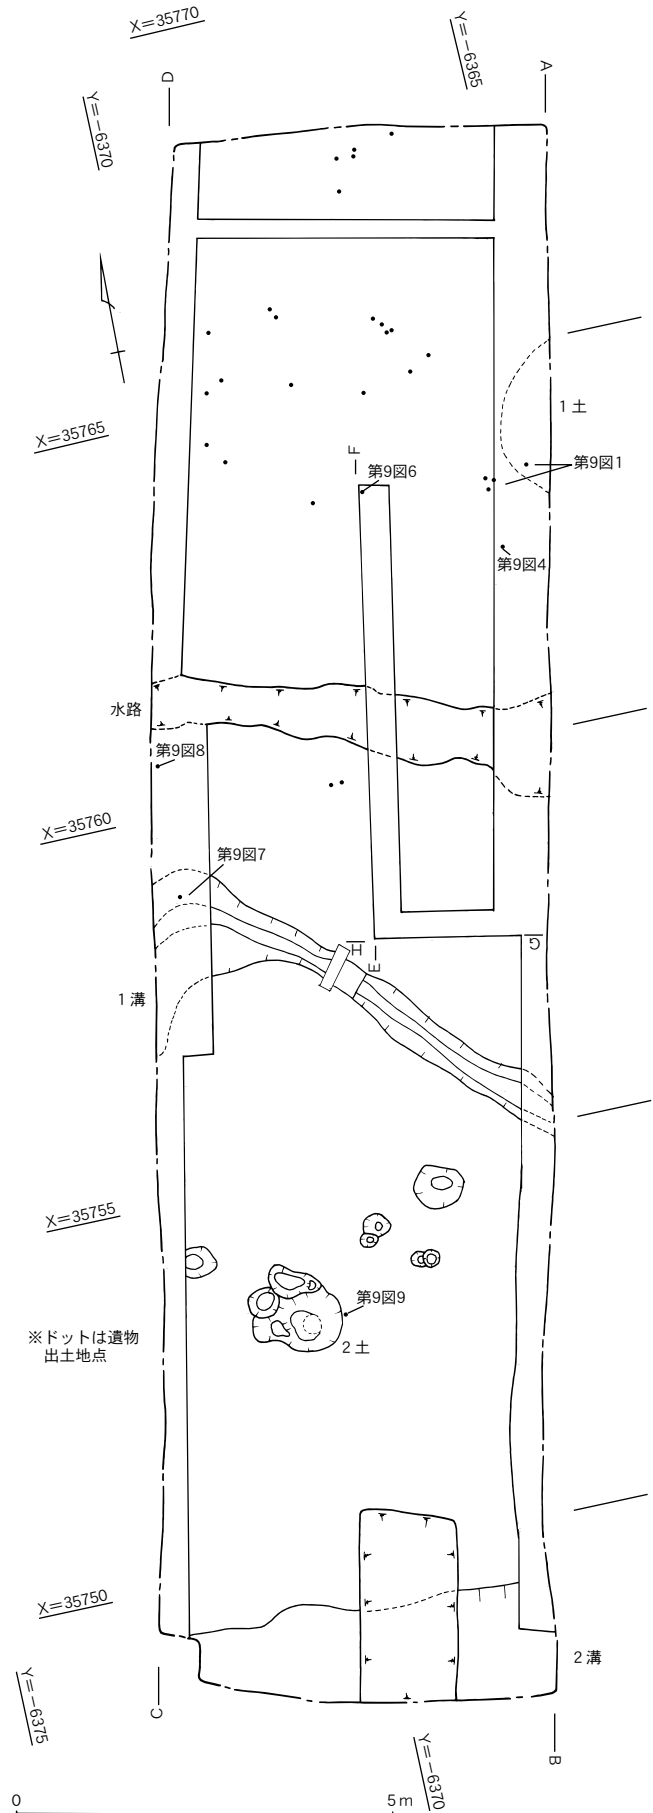 X=35770
Y=-6365
A
D
Y=-6370
X=35765
1土
F
第9図6
第9図1
第9図4
水路
第9図8
X=35760
第9図7
H
G
E
1溝
X=35755
第9図9
2土
※ドットは遺物
出土地点
X=35750
2溝
Y=-6375
C
Y=-6370
B
0
5m